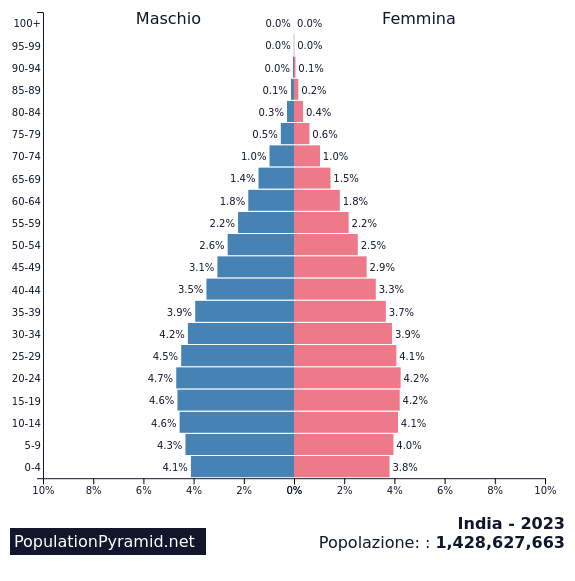 Maschio Femmina
100+ 0.0% 0.0%
95-99 0.0% 0.0%
90-94 0.0% 0.1%
85-89 0.1% 0.2%
80-84 0.3% 0.4%
75-79 0.5% 0.6%
70-74 1.0% 1.0%
65-69 1.4% 1.5%
60-64 1.8% 1.8%
55-59 2.2% 2.2%
50-54 2.6% 2.5%
45-49 3.1% 2.9%
40-44 3.5% 3.3%
35-39 3.9% 3.7%
30-34 4.2% 3.9%
25-29 4.5% 4.1%
20-24 4.7% 4.2%
15-19 4.6% 4.2%
10-14 4.6% 4.1%
5-9 4.3% 4.0%
0-4 4.1% 3.8%
10% 8% 6% 4% 2% 0% 2% 4% 6% 8% 10%
India - 2023
PopulationPyramid.net Popolazione: : 1,428,627,663